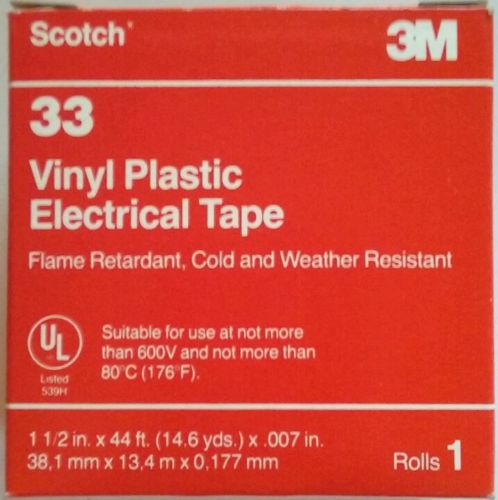 Scotch 3M
33
Vinyl Plastic
Electrical Tape
Flame Retardant, Cold and Weather Resistant
UL
Listed
539H
Suitable for use at not more
than 600V and not more than
80°C (176°F).
1 1/2 in. x 44 ft. (14.6 yds.) x .007 in.
38,1 mm x 13,4 m x 0,177 mm Rolls 1